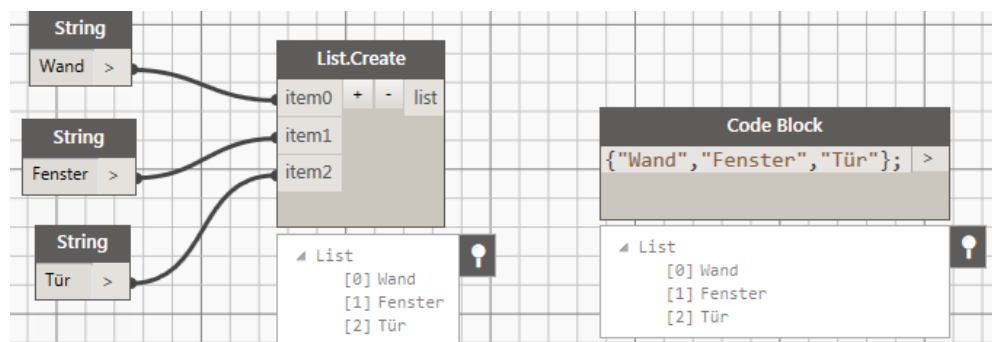 String
Wand >
String
Fenster >
String
Tür >
List.Create
item0 + - list
item1
item2
List
[0] Wand
[1] Fenster
[2] Tür
Code Block
{"Wand","Fenster","Tür"}; >
List
[0] Wand
[1] Fenster
[2] Tür